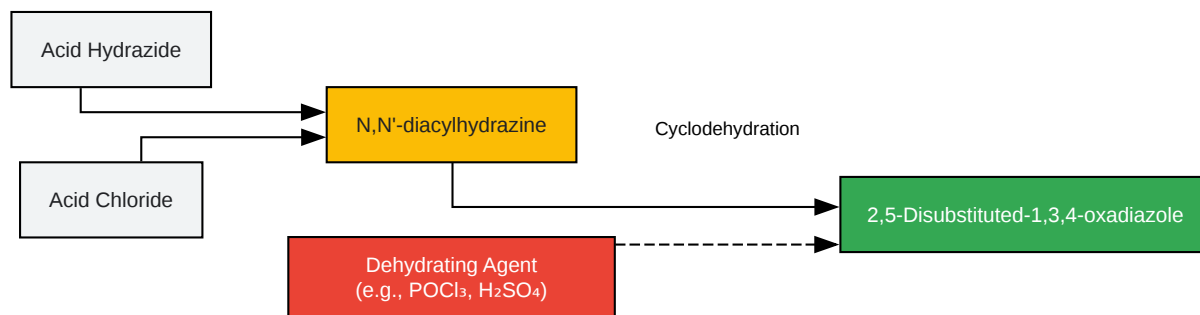 Acid Hydrazide
Acid Chloride
N,N'-diacylhydrazine
Cyclodehydration
Dehydrating Agent
(e.g., POCl₃, H₂SO₄)
2,5-Disubstituted-1,3,4-oxadiazole